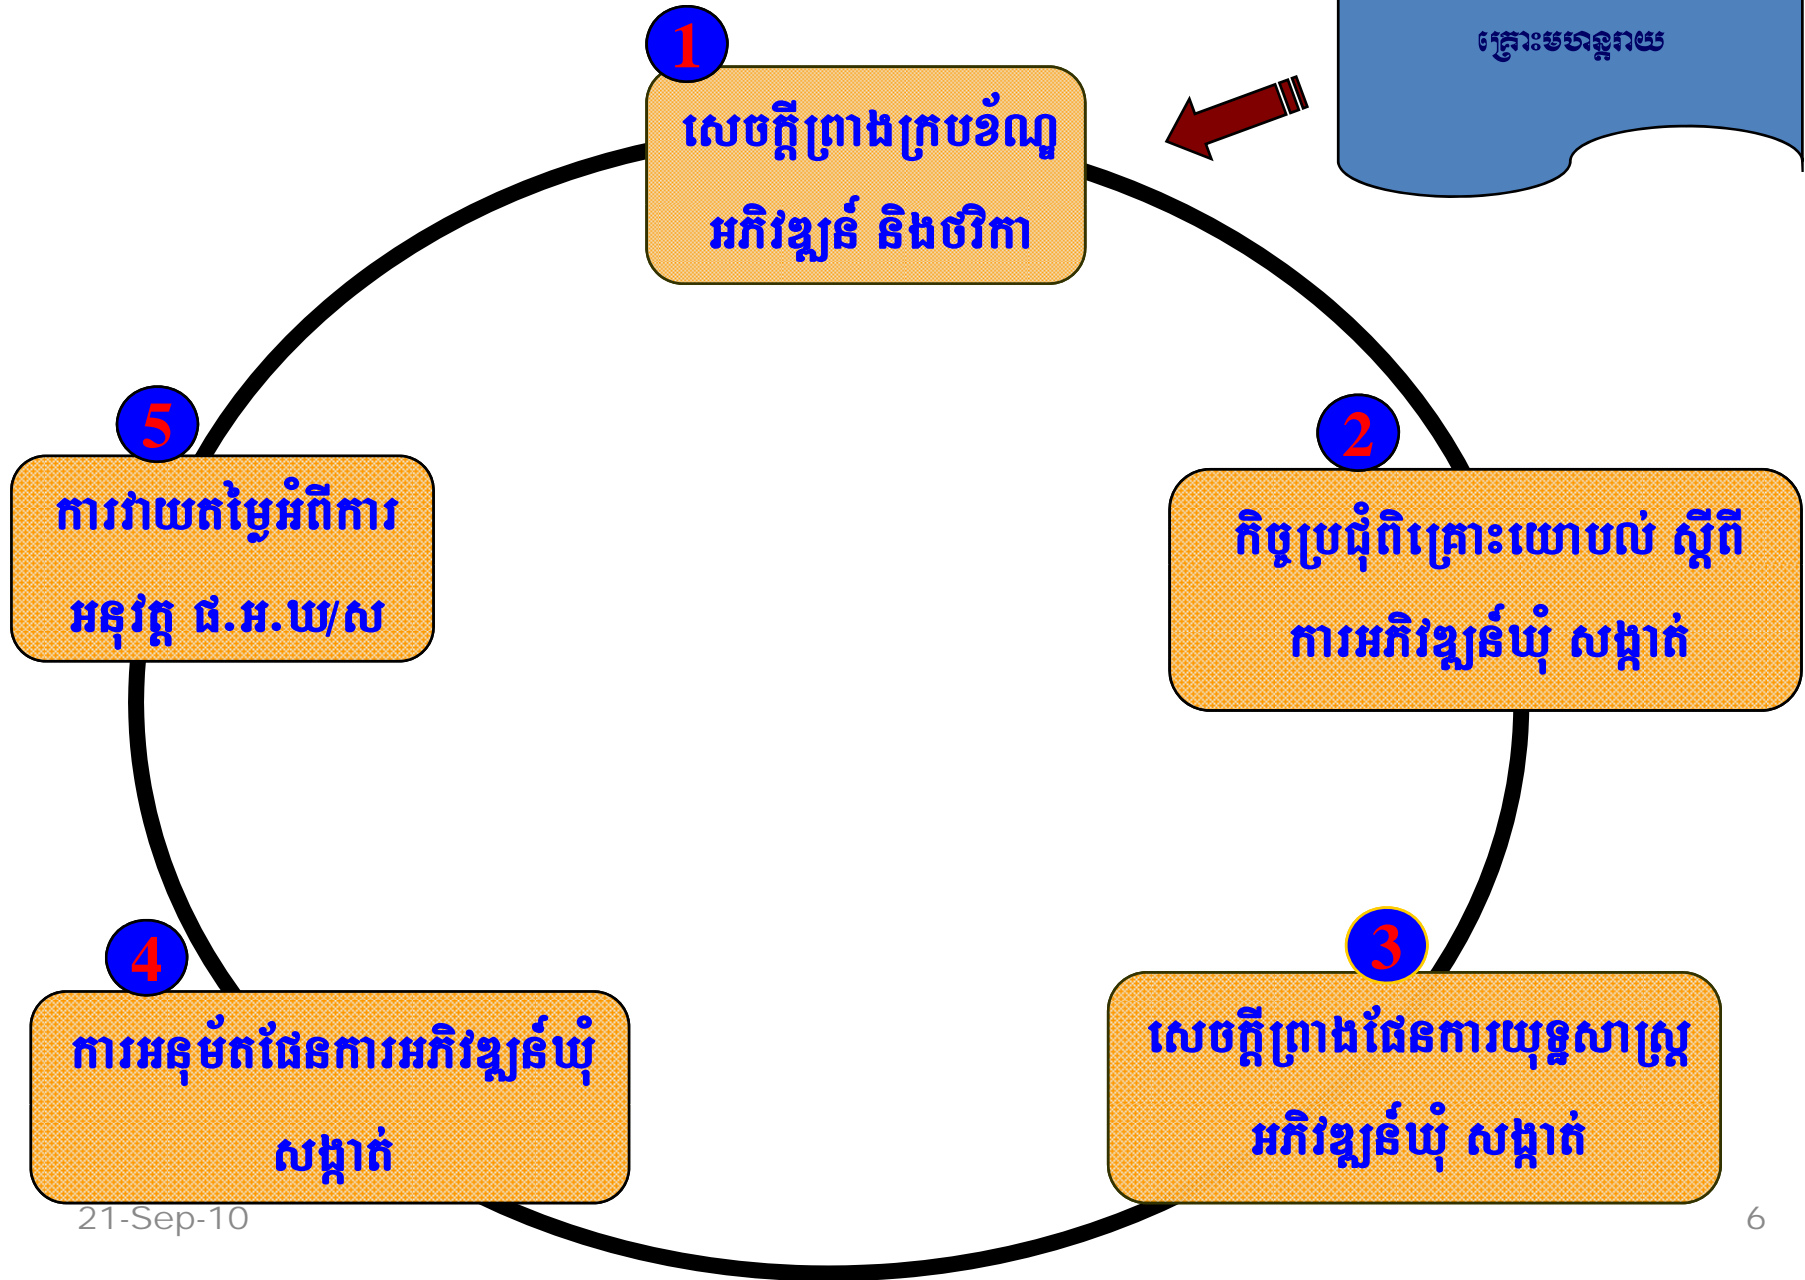 គ្រោះមហន្តរាយ
1
សេចក្តីព្រាងក្របខ័ណ្ឌ
អភិវឌ្ឍន៍ និងថវិកា
2
កិច្ចប្រជុំពិគ្រោះយោបល់ ស្តីពី
ការអភិវឌ្ឍន៍ឃុំ សង្កាត់
3
សេចក្តីព្រាងផែនការយុទ្ធសាស្ត្រ
អភិវឌ្ឍន៍ឃុំ សង្កាត់
4
ការអនុម័តផែនការអភិវឌ្ឍន៍ឃុំ
សង្កាត់
5
ការវាយតម្លៃអំពីការ
អនុវត្ត ផ.អ.ឃ/ស
21-Sep-10
6